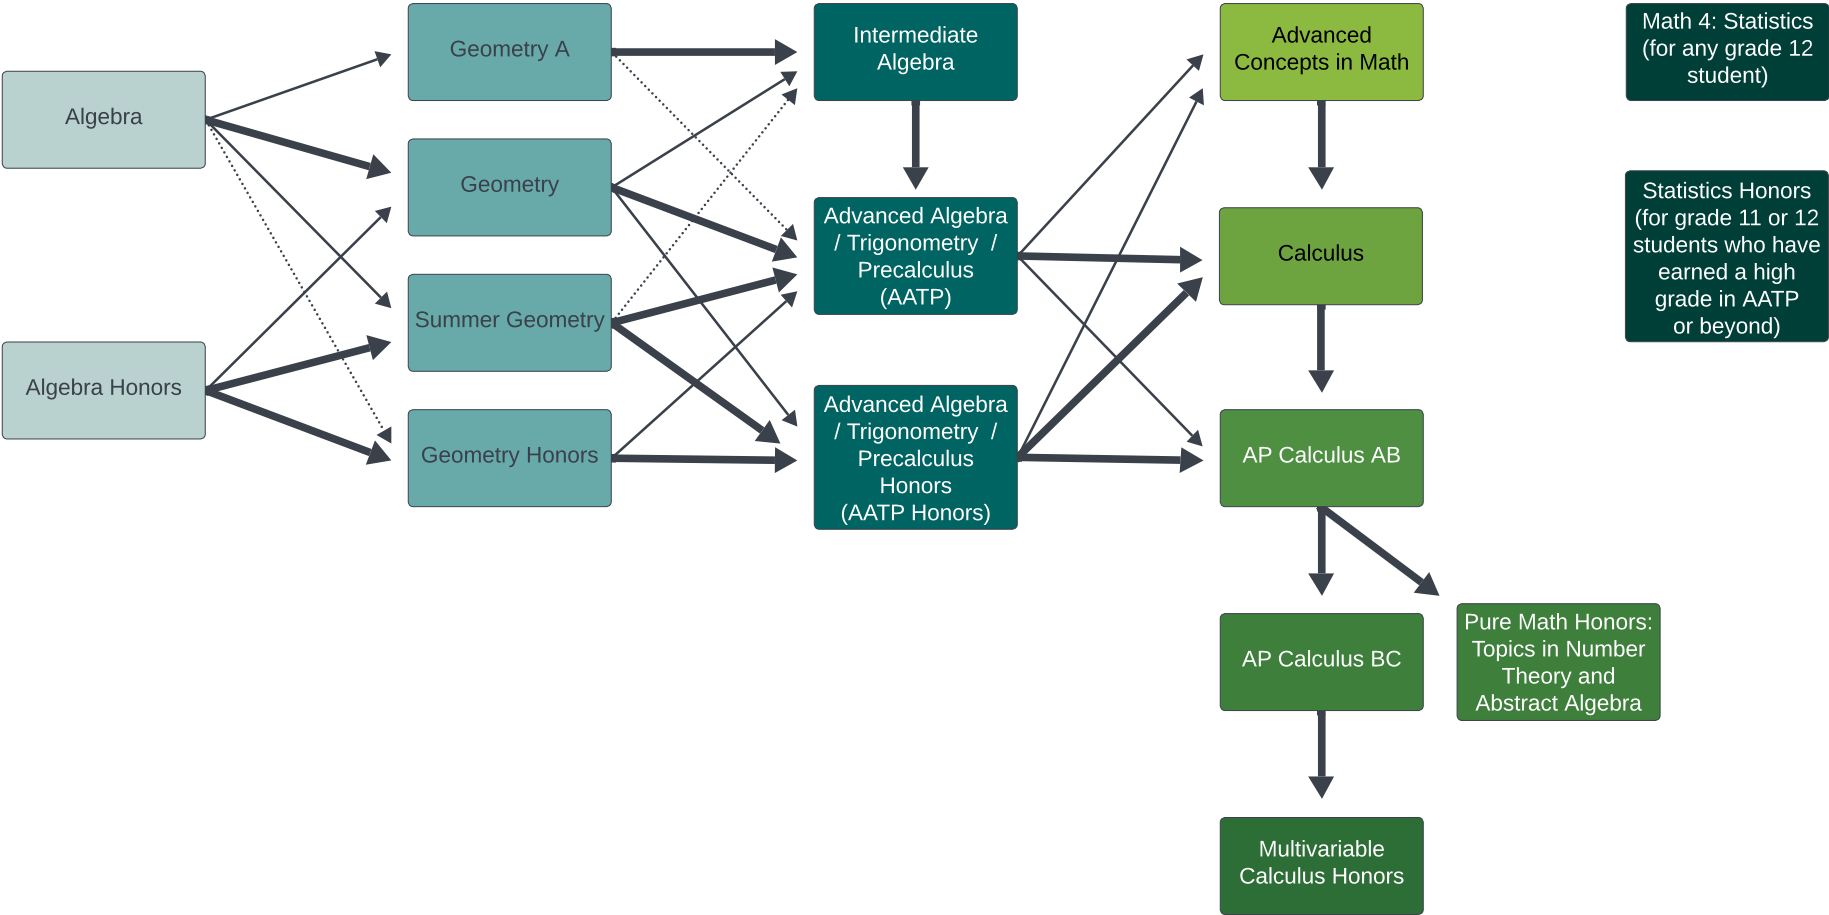 Algebra
Algebra Honors
Geometry A
Geometry
Summer Geometry
Geometry Honors
Intermediate
Algebra
Advanced Algebra
/ Trigonometry /
Precalculus
(AATP)
Advanced Algebra
/ Trigonometry /
Precalculus
Honors
(AATP Honors)
Advanced
Concepts in Math
Calculus
AP Calculus AB
AP Calculus BC
Multivariable
Calculus Honors
Pure Math Honors:
Topics in Number
Theory and
Abstract Algebra
Math 4: Statistics
(for any grade 12
student)
Statistics Honors
(for grade 11 or 12
students who have
earned a high
grade in AATP
or beyond)